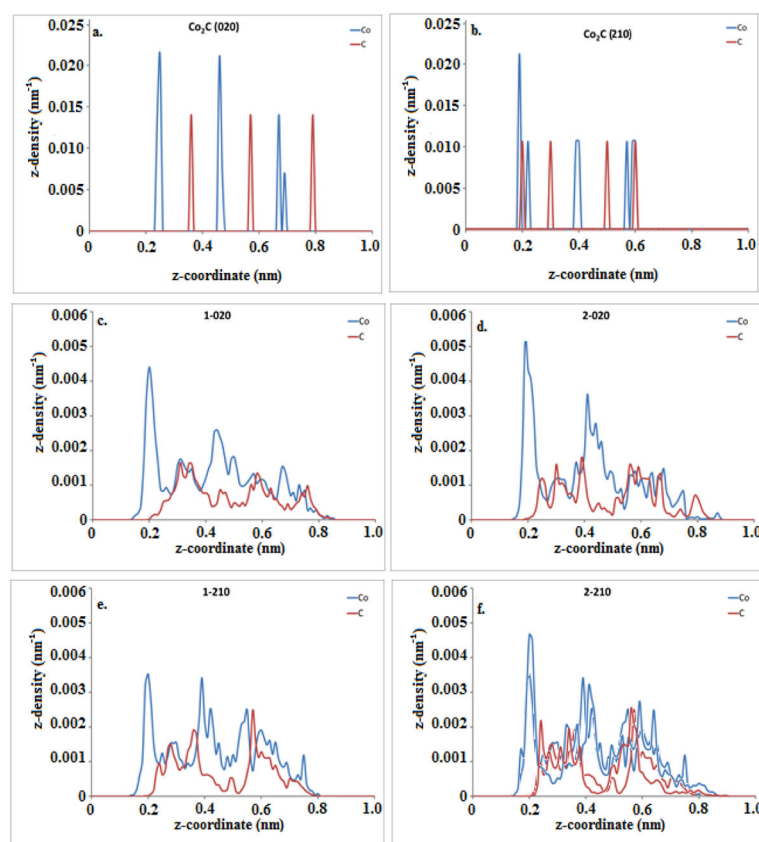 a.
Co₂C (020)
Co
C
z-density (nm⁻¹)
0.025
0.020
0.015
0.010
0.005
0
0 0.2 0.4 0.6 0.8 1.0
z-coordinate (nm)
b.
Co₂C (210)
Co
C
z-density (nm⁻¹)
0.025
0.020
0.015
0.010
0.005
0
0 0.2 0.4 0.6 0.8 1.0
z-coordinate (nm)
c.
1-020
Co
C
z-density (nm⁻¹)
0.006
0.005
0.004
0.003
0.002
0.001
0
0 0.2 0.4 0.6 0.8 1.0
z-coordinate (nm)
d.
2-020
Co
C
z-density (nm⁻¹)
0.006
0.005
0.004
0.003
0.002
0.001
0
0 0.2 0.4 0.6 0.8 1.0
z-coordinate (nm)
e.
1-210
Co
C
z-density (nm⁻¹)
0.006
0.005
0.004
0.003
0.002
0.001
0
0 0.2 0.4 0.6 0.8 1.0
z-coordinate (nm)
f.
2-210
Co
C
z-density (nm⁻¹)
0.006
0.005
0.004
0.003
0.002
0.001
0
0 0.2 0.4 0.6 0.8 1.0
z-coordinate (nm)